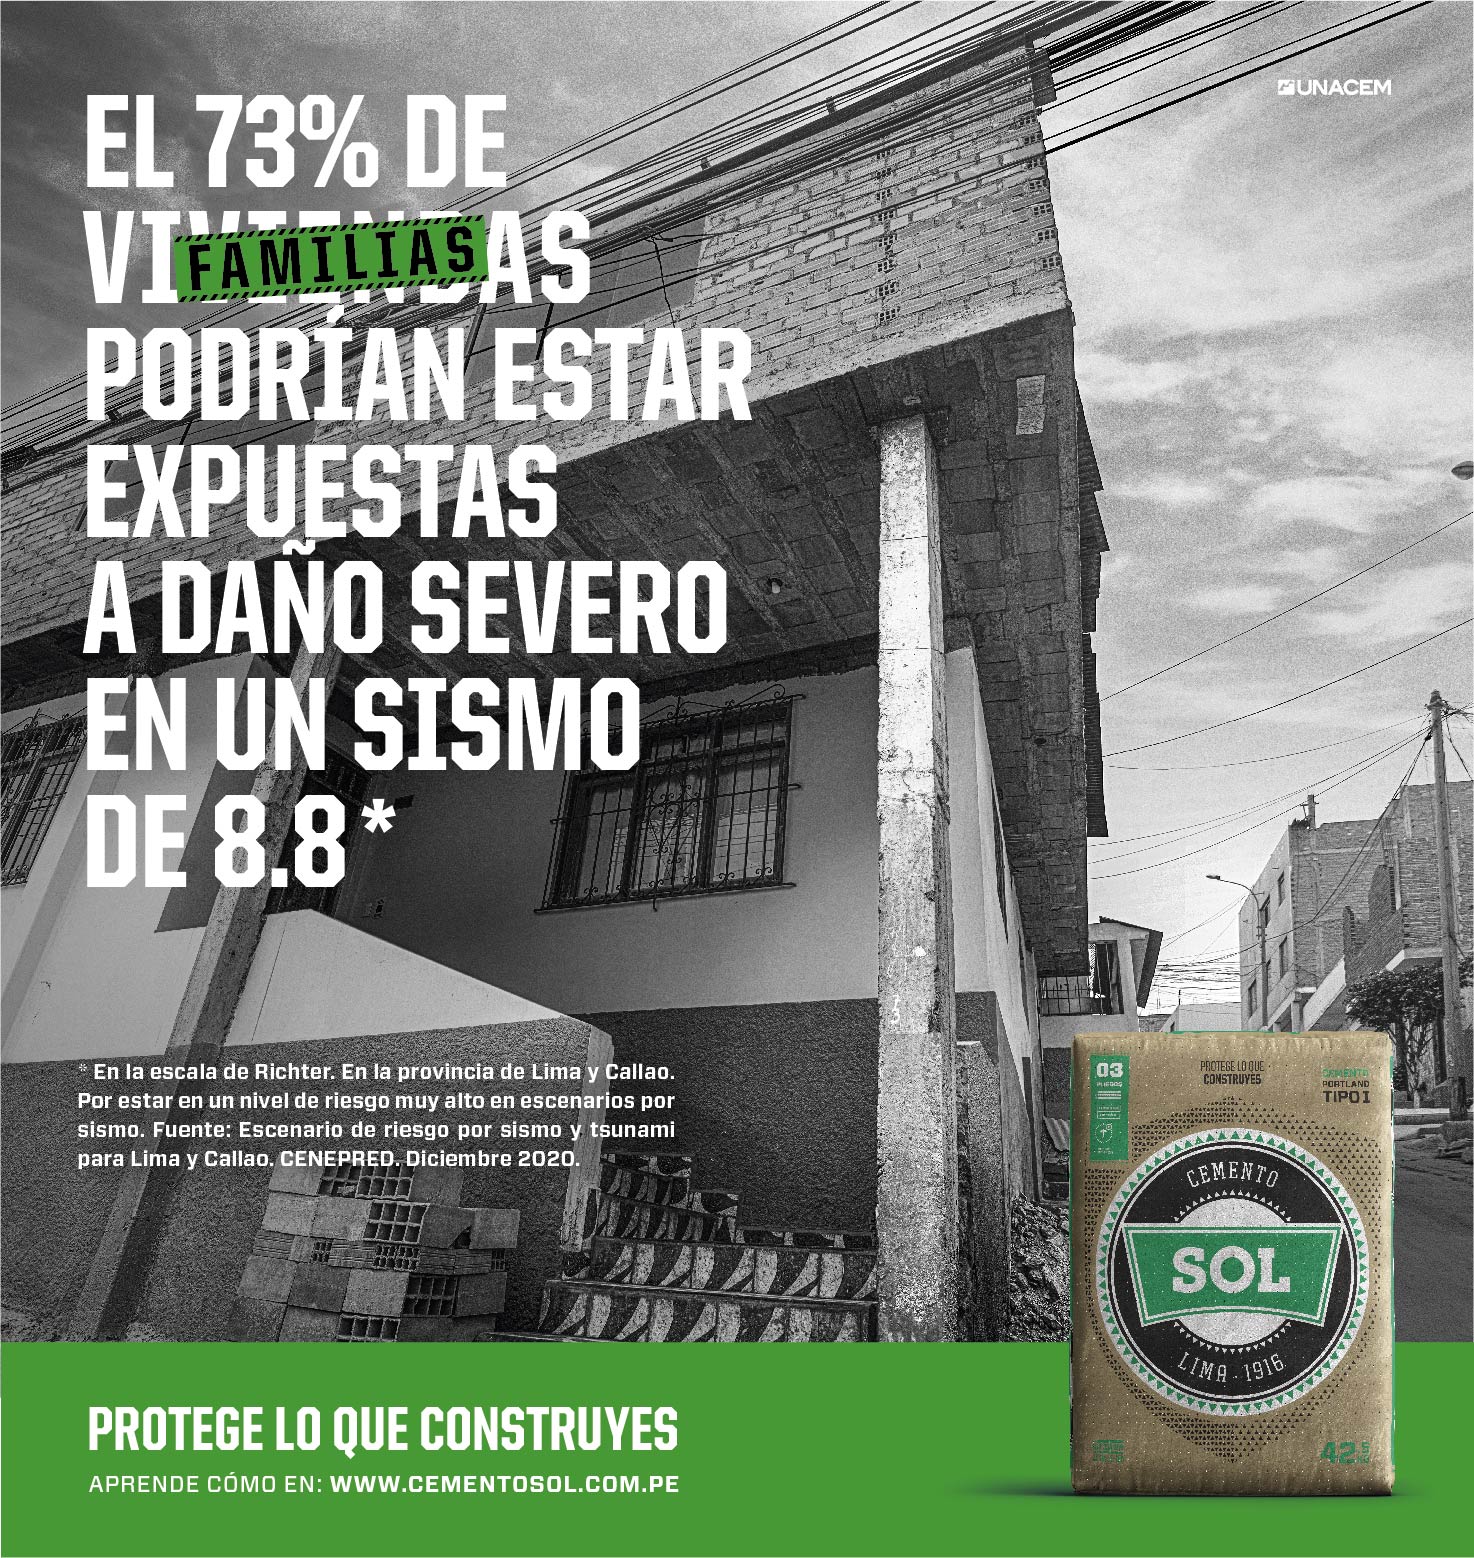 UNACEM
EL 73% DE
VIVIENDAS
FAMILIAS
PODRÍAN ESTAR
EXPUESTAS
A DAÑO SEVERO
EN UN SISMO
DE 8.8*
* En la escala de Richter. En la provincia de Lima y Callao.
Por estar en un nivel de riesgo muy alto en escenarios por
sismo. Fuente: Escenario de riesgo por sismo y tsunami
para Lima y Callao. CENEPRED. Diciembre 2020.
03
PLIEGOS
PROTEGE LO QUE
CONSTRUYES
CEMENTO
PORTLAND
TIPO I
CEMENTO
SOL
LIMA - 1916
42.5
PROTEGE LO QUE CONSTRUYES
APRENDE CÓMO EN: WWW.CEMENTOSOL.COM.PE